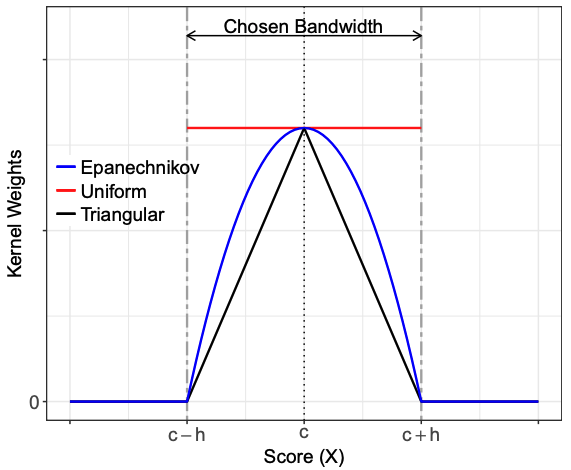 Chosen Bandwidth
Epanechnikov
Uniform
Triangular
Kernel Weights
0
c−h
c
c+h
Score (X)